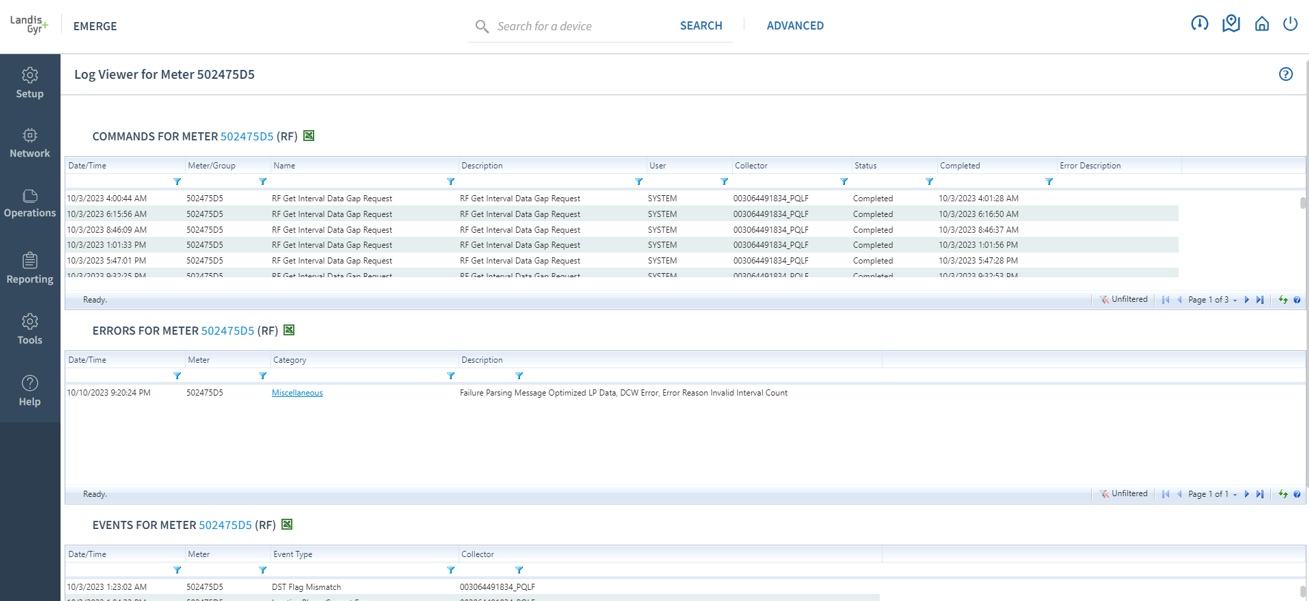 Landis
Gyr+
EMERGE
Search for a device
SEARCH
ADVANCED
Setup
Network
Operations
Reporting
Tools
Help
Log Viewer for Meter 502475D5
COMMANDS FOR METER 502475D5 (RF)
Date/Time Meter/Group Name Description User Collector Status Completed Error Description
10/3/2023 4:00:44 AM 502475D5 RF Get Interval Data Gap Request RF Get Interval Data Gap Request SYSTEM 003064491834_PQLF Completed 10/3/2023 4:01:28 AM
10/3/2023 6:15:56 AM 502475D5 RF Get Interval Data Gap Request RF Get Interval Data Gap Request SYSTEM 003064491834_PQLF Completed 10/3/2023 6:16:50 AM
10/3/2023 8:46:09 AM 502475D5 RF Get Interval Data Gap Request RF Get Interval Data Gap Request SYSTEM 003064491834_PQLF Completed 10/3/2023 8:46:37 AM
10/3/2023 1:01:33 PM 502475D5 RF Get Interval Data Gap Request RF Get Interval Data Gap Request SYSTEM 003064491834_PQLF Completed 10/3/2023 1:01:56 PM
10/3/2023 5:47:01 PM 502475D5 RF Get Interval Data Gap Request RF Get Interval Data Gap Request SYSTEM 003064491834_PQLF Completed 10/3/2023 5:47:28 PM
10/3/2023 9:32:25 PM 502475D5 RF Get Interval Data Gap Request RF Get Interval Data Gap Request SYSTEM 003064491834_PQLF Completed 10/3/2023 9:32:53 PM
Ready. Unfiltered Page 1 of 3
ERRORS FOR METER 502475D5 (RF)
Date/Time Meter Category Description
10/10/2023 9:20:24 PM 502475D5 Miscellaneous Failure Parsing Message Optimized LP Data, DCW Error, Error Reason Invalid Interval Count
Ready. Unfiltered Page 1 of 1
EVENTS FOR METER 502475D5 (RF)
Date/Time Meter Event Type Collector
10/3/2023 1:23:02 AM 502475D5 DST Flag Mismatch 003064491834_PQLF